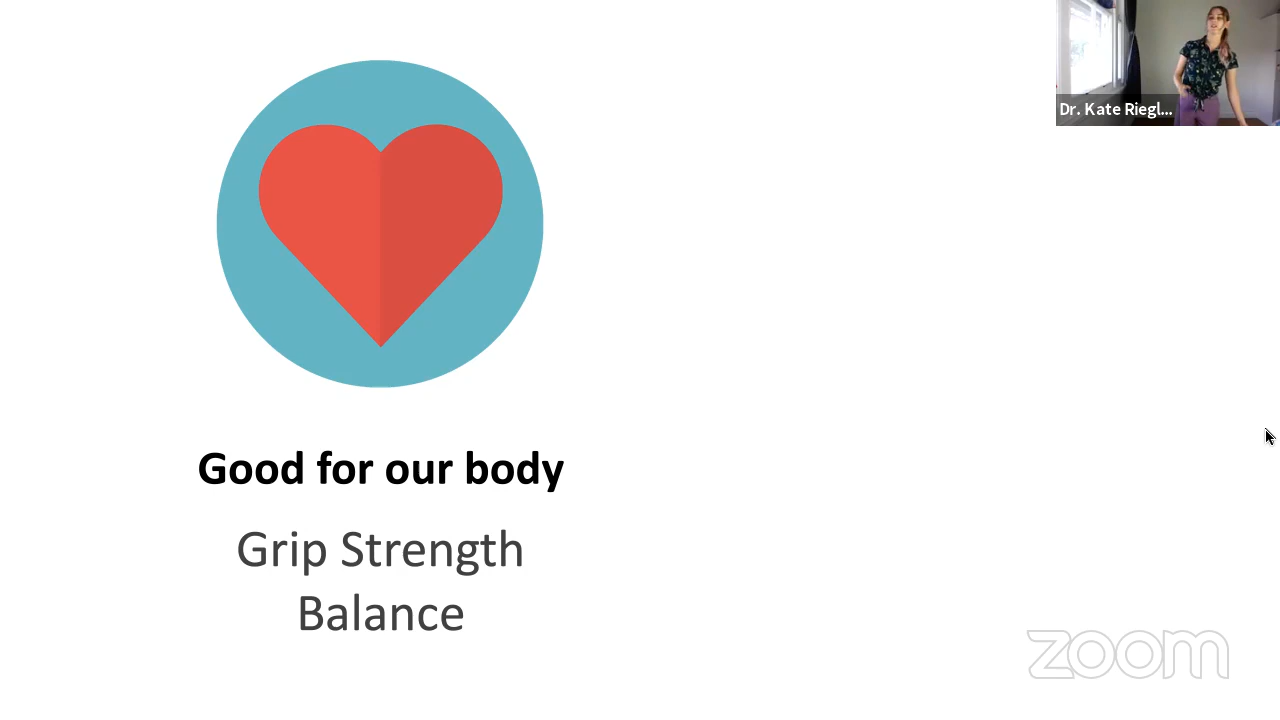 Dr. Kate Riegl...
Good for our body
Grip Strength
Balance
zoom